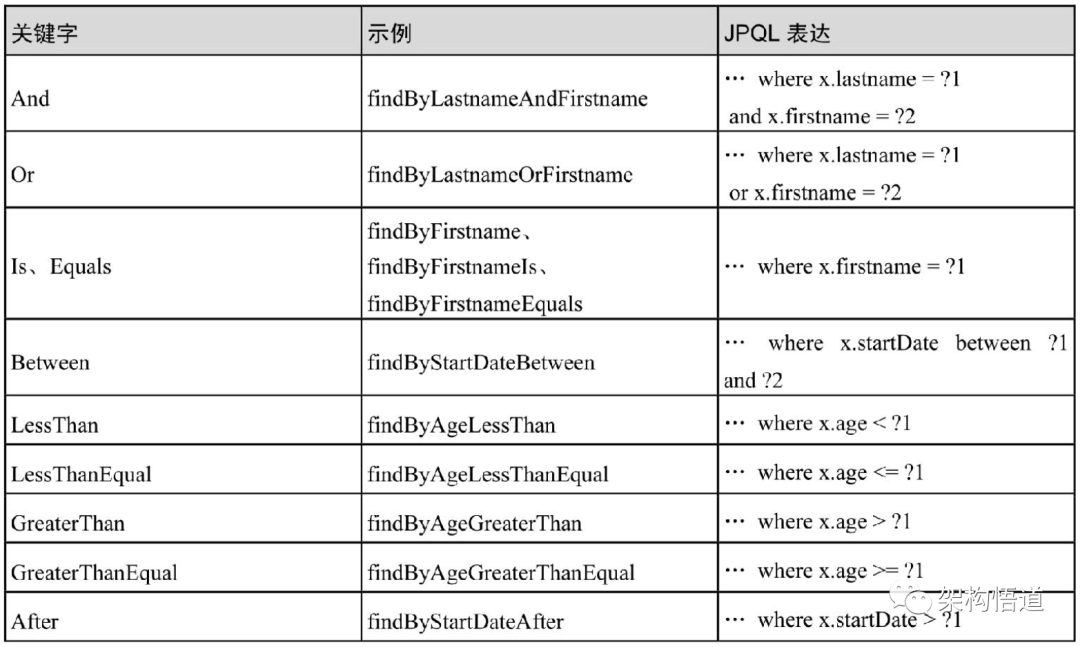 关键字 示例 JPQL 表达
And findByLastnameAndFirstname … where x.lastname = ?1
and x.firstname = ?2
Or findByLastnameOrFirstname … where x.lastname = ?1
or x.firstname = ?2
Is、Equals
findByFirstname、
findByFirstnameIs、
findByFirstnameEquals
… where x.firstname = ?1
Between findByStartDateBetween … where x.startDate between ?1
and ?2
LessThan findByAgeLessThan … where x.age < ?1
LessThanEqual findByAgeLessThanEqual … where x.age <= ?1
GreaterThan findByAgeGreaterThan … where x.age > ?1
GreaterThanEqual findByAgeGreaterThanEqual … where x.age >= ?1
After findByStartDateAfter … where x.startDate > ?1
架构悟道